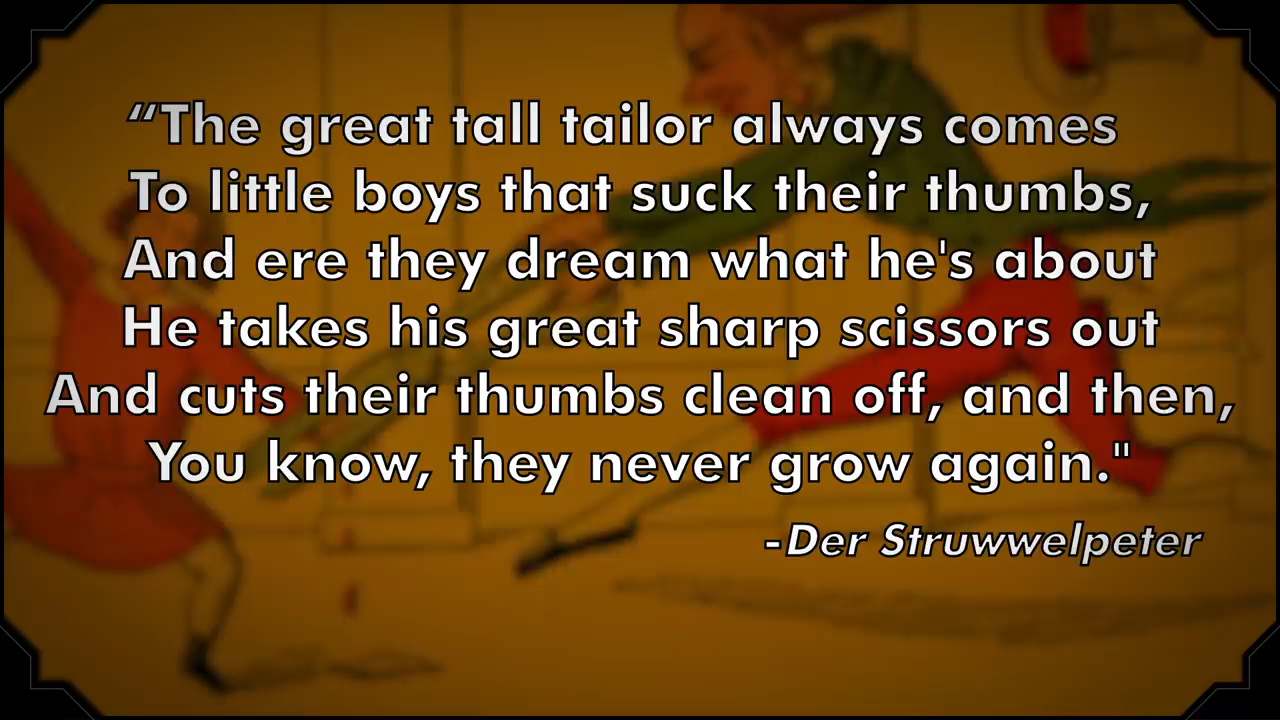 “The great tall tailor always comes
To little boys that suck their thumbs,
And ere they dream what he's about
He takes his great sharp scissors out
And cuts their thumbs clean off, and then,
You know, they never grow again."
-Der Struwwelpeter